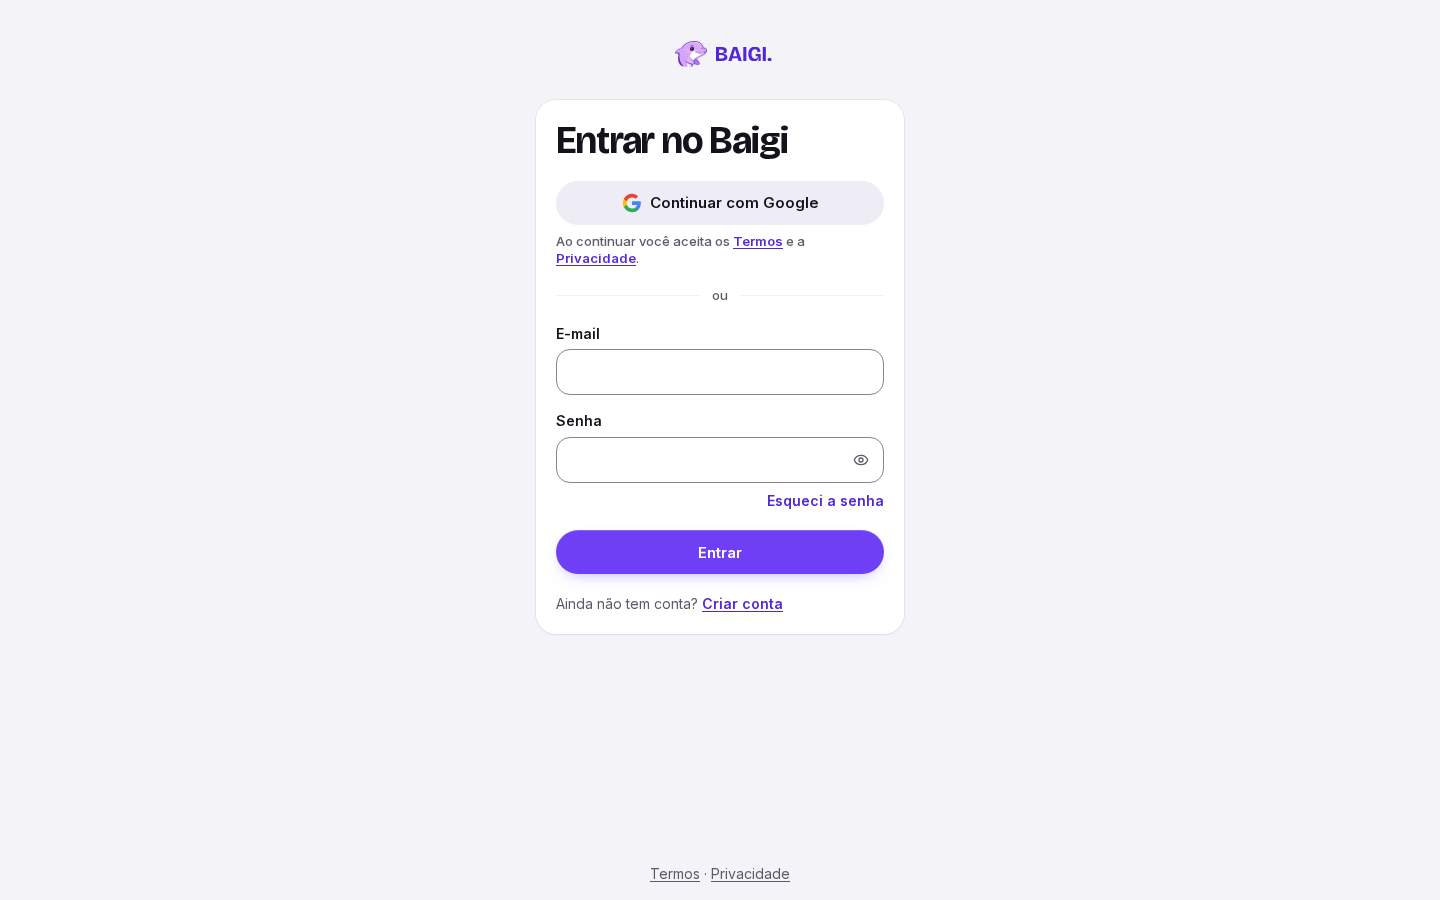 BAIGI.
Entrar no Baigi
Continuar com Google
Ao continuar você aceita os Termos e a
Privacidade.
ou
E-mail
Senha
Esqueci a senha
Entrar
Ainda não tem conta? Criar conta
Termos · Privacidade